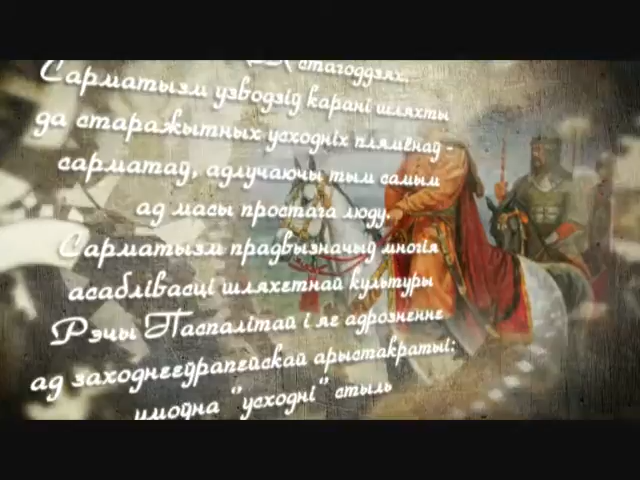 стагоддзях.
Сарматызм узводзіў карані шляхты
да старажытных усходніх плямёнаў -
сарматаў, адлучаючы тым самым
ад масы простага люду.
Сарматызм прадвызначыў многія
асаблівасці шляхетнай культуры
Рэчы Паспалітай і яе адрозненне
ад заходнееўрапейскай арыстакратыі:
умоўна "усходні" стыль